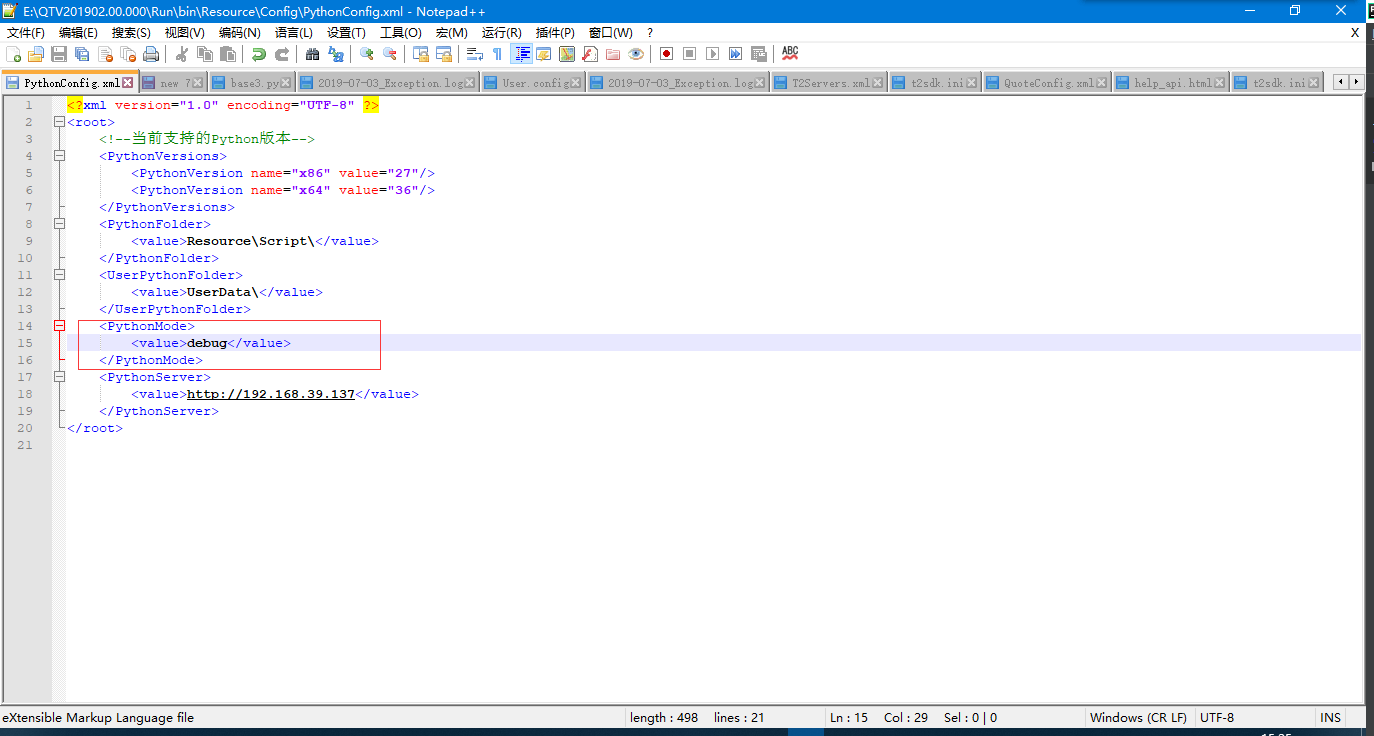 E:\QTV201902.00.000\Run\bin\Resource\Config\PythonConfig.xml - Notepad++
文件(F) 编辑(E) 搜索(S) 视图(V) 编码(N) 语言(L) 设置(T) 工具(O) 宏(M) 运行(R) 插件(P) 窗口(W) ? X
PythonConfig.xml new 7 base3.py 2019-07-03_Exception.log User.config 2019-07-03_Exception.log T2Servers.xml t2sdk.ini QuoteConfig.xml help_api.html t2sdk.ini
1 <?xml version="1.0" encoding="UTF-8" ?>
2 <root>
3 <!--当前支持的Python版本-->
4 <PythonVersions>
5 <PythonVersion name="x86" value="27"/>
6 <PythonVersion name="x64" value="36"/>
7 </PythonVersions>
8 <PythonFolder>
9 <value>Resource\Script\</value>
10 </PythonFolder>
11 <UserPythonFolder>
12 <value>UserData\</value>
13 </UserPythonFolder>
14 <PythonMode>
15 <value>debug</value>
16 </PythonMode>
17 <PythonServer>
18 <value>http://192.168.39.137</value>
19 </PythonServer>
20 </root>
21
eXtensible Markup Language file length : 498 lines : 21 Ln : 15 Col : 29 Sel : 0 | 0 Windows (CR LF) UTF-8 INS